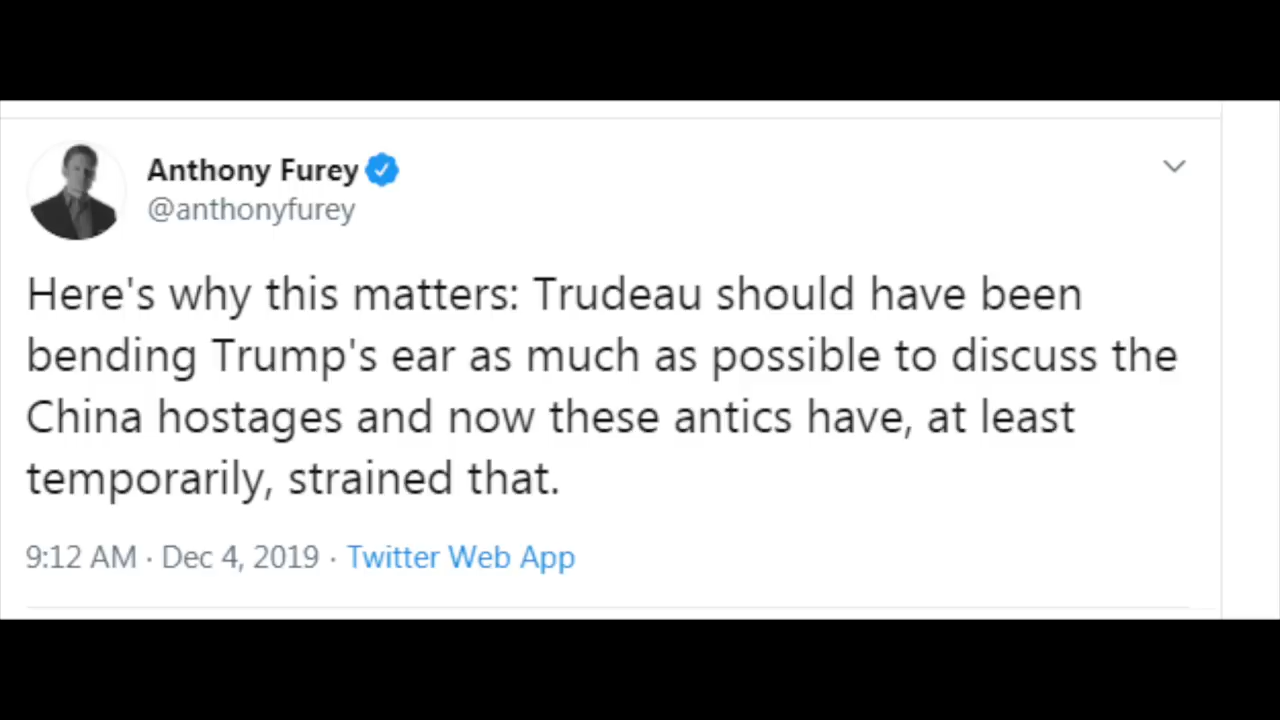 Anthony Furey
@anthonyfurey
Here's why this matters: Trudeau should have been
bending Trump's ear as much as possible to discuss the
China hostages and now these antics have, at least
temporarily, strained that.
9:12 AM · Dec 4, 2019 · Twitter Web App